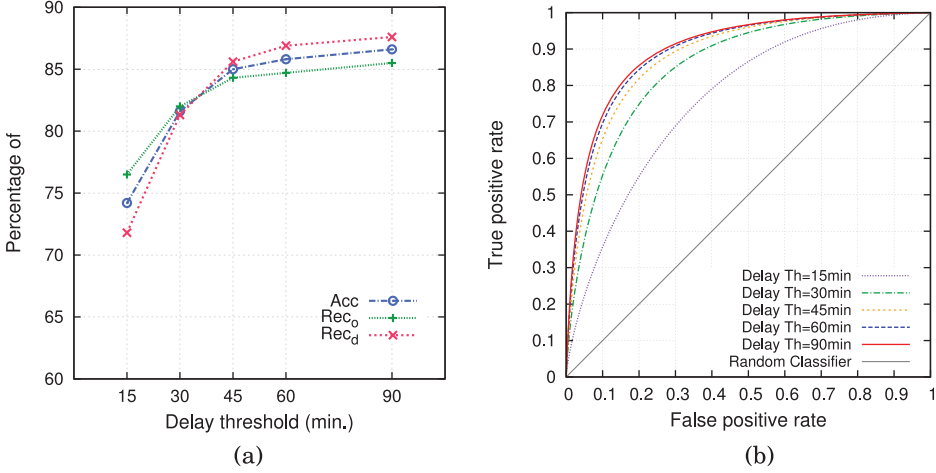 90
85
80
75
70
65
60
Percentage of
Acc
Rec_o
Rec_d
15 30 45 60 90
Delay threshold (min.)
(a)
1
0.9
0.8
0.7
0.6
0.5
0.4
0.3
0.2
0.1
0
True positive rate
Delay Th=15min
Delay Th=30min
Delay Th=45min
Delay Th=60min
Delay Th=90min
Random Classifier
0 0.1 0.2 0.3 0.4 0.5 0.6 0.7 0.8 0.9 1
False positive rate
(b)